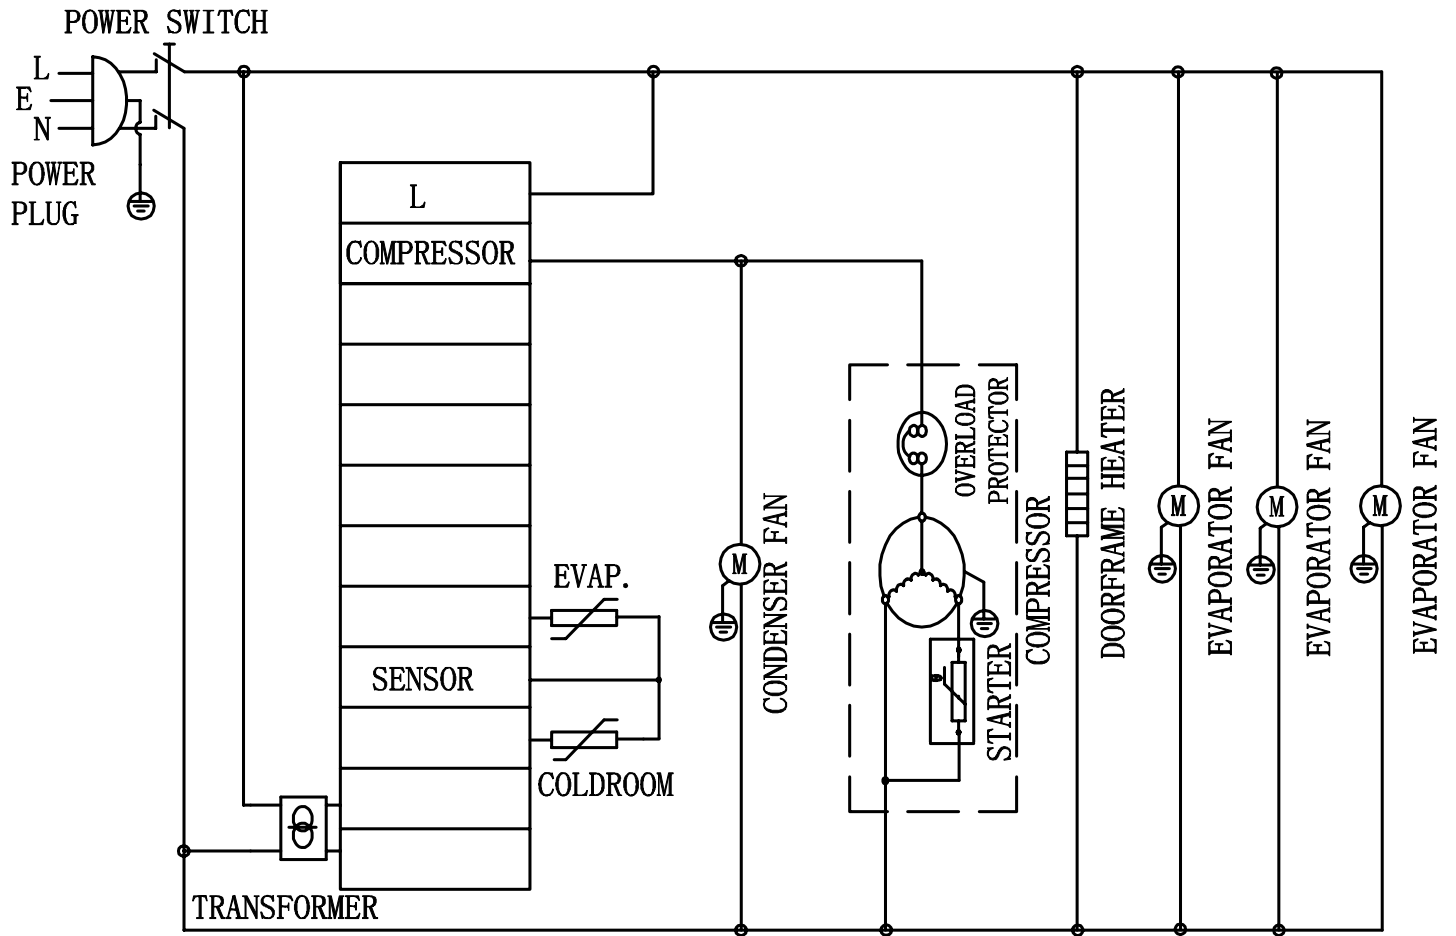 POWER SWITCH
L
E
N
POWER
PLUG
L
COMPRESSOR
EVAP.
SENSOR
COLDROOM
TRANSFORMER
M
CONDENSER FAN
OVERLOAD
PROTECTOR
COMPRESSOR
STARTER
DOORFRAME HEATER
M
EVAPORATOR FAN
M
EVAPORATOR FAN
M
EVAPORATOR FAN